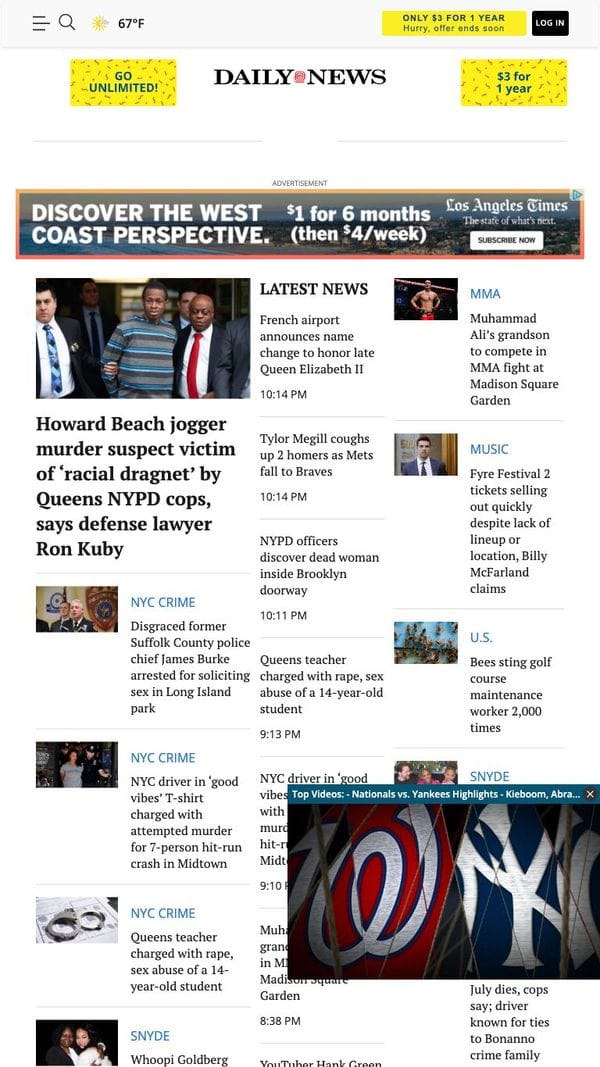 67°F
ONLY $3 FOR 1 YEAR
Hurry, offer ends soon
LOG IN
GO
UNLIMITED!
DAILY NEWS
$3 for
1 year
ADVERTISEMENT
DISCOVER THE WEST
COAST PERSPECTIVE.
$1 for 6 months
(then $4/week)
Los Angeles Times
The state of what's next.
SUBSCRIBE NOW
Howard Beach jogger
murder suspect victim
of ‘racial dragnet’ by
Queens NYPD cops,
says defense lawyer
Ron Kuby
NYC CRIME
Disgraced former
Suffolk County police
chief James Burke
arrested for soliciting
sex in Long Island
park
NYC CRIME
NYC driver in ‘good
vibes’ T-shirt
charged with
attempted murder
for 7-person hit-run
crash in Midtown
NYC CRIME
Queens teacher
charged with rape,
sex abuse of a 14-
year-old student
SNYDE
Whoopi Goldberg
LATEST NEWS
French airport
announces name
change to honor late
Queen Elizabeth II
10:14 PM
Tylor Megill coughs
up 2 homers as Mets
fall to Braves
10:14 PM
NYPD officers
discover dead woman
inside Brooklyn
doorway
10:11 PM
Queens teacher
charged with rape, sex
abuse of a 14-year-old
student
9:13 PM
NYC driver in ‘good
vibes
with
murd
hit-r
Midt
9:10
Muha
gran
in M
Madison Square
Garden
8:38 PM
YouTuber Hank Green
MMA
Muhammad
Ali’s grandson
to compete in
MMA fight at
Madison Square
Garden
MUSIC
Fyre Festival 2
tickets selling
out quickly
despite lack of
lineup or
location, Billy
McFarland
claims
U.S.
Bees sting golf
course
maintenance
worker 2,000
times
SNYDE
Top Videos: - Nationals vs. Yankees Highlights - Kieboom, Abra...
July dies, cops
say; driver
known for ties
to Bonanno
crime family